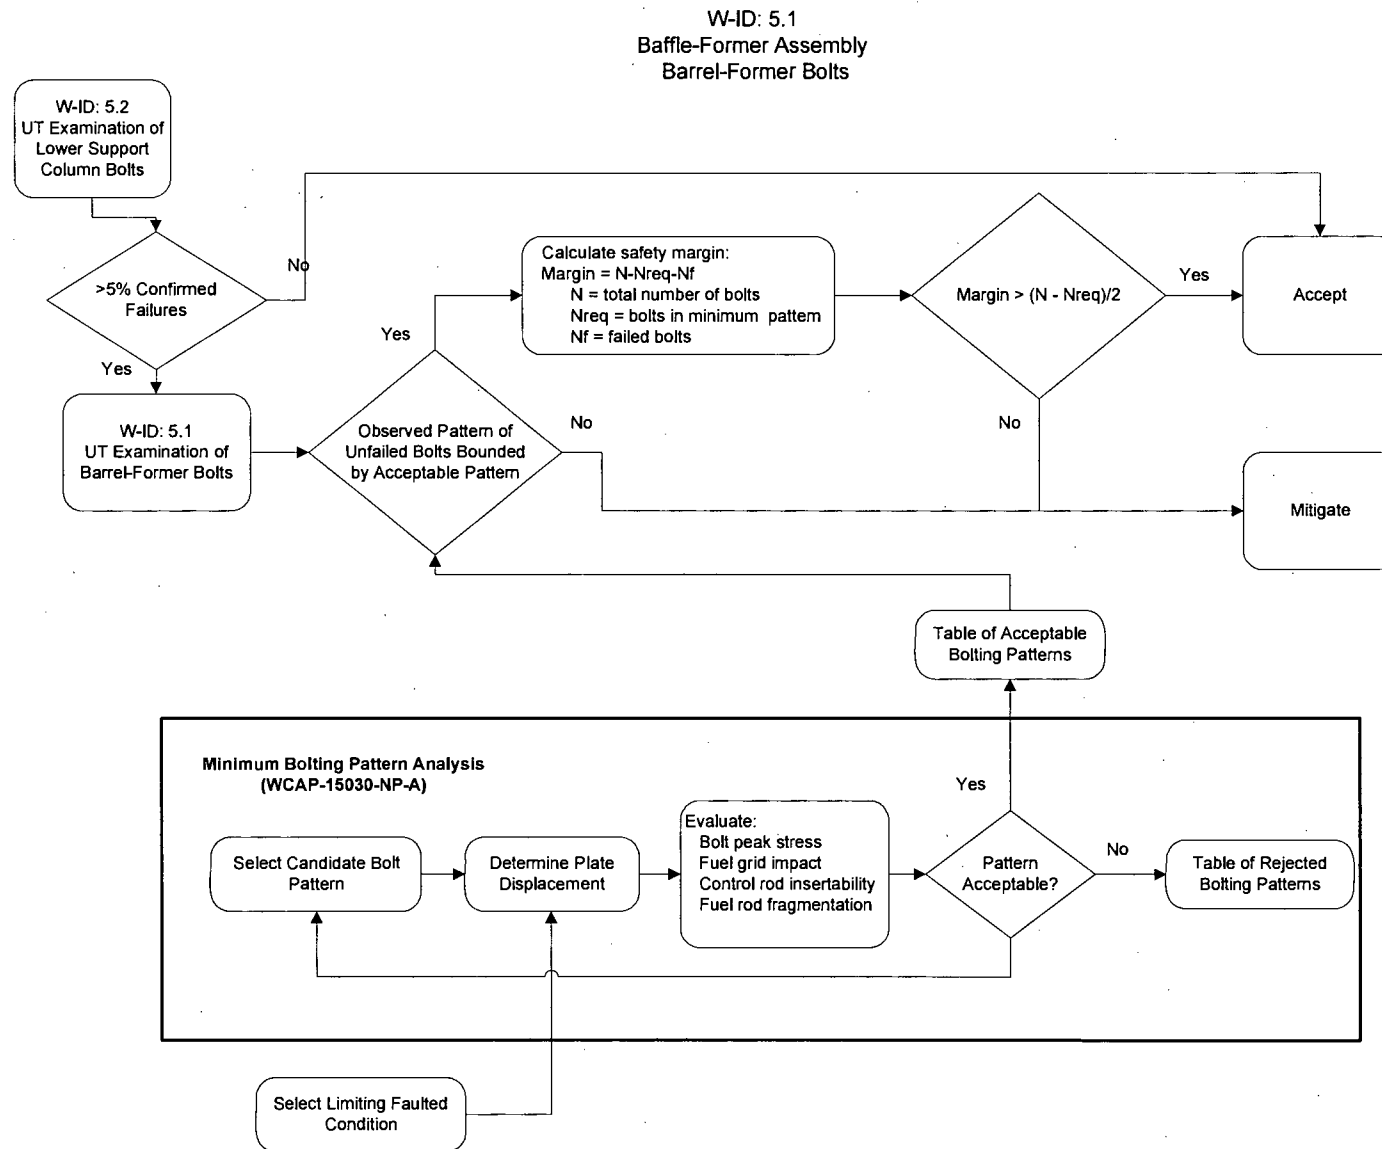 W-ID: 5.1
Baffle-Former Assembly
Barrel-Former Bolts
W-ID: 5.2
UT Examination of
Lower Support
Column Bolts
>5% Confirmed
Failures
No
Yes
W-ID: 5.1
UT Examination of
Barrel-Former Bolts
Observed Pattern of
Unfailed Bolts Bounded
by Acceptable Pattern
Yes
No
Calculate safety margin:
Margin = N-Nreq-Nf
N = total number of bolts
Nreq = bolts in minimum pattern
Nf = failed bolts
Margin > (N - Nreq)/2
Yes
No
Accept
Mitigate
Table of Acceptable
Bolting Patterns
Minimum Bolting Pattern Analysis
(WCAP-15030-NP-A)
Select Candidate Bolt
Pattern
Determine Plate
Displacement
Evaluate:
Bolt peak stress
Fuel grid impact
Control rod insertability
Fuel rod fragmentation
Pattern
Acceptable?
Yes
No
Table of Rejected
Bolting Patterns
Select Limiting Faulted
Condition